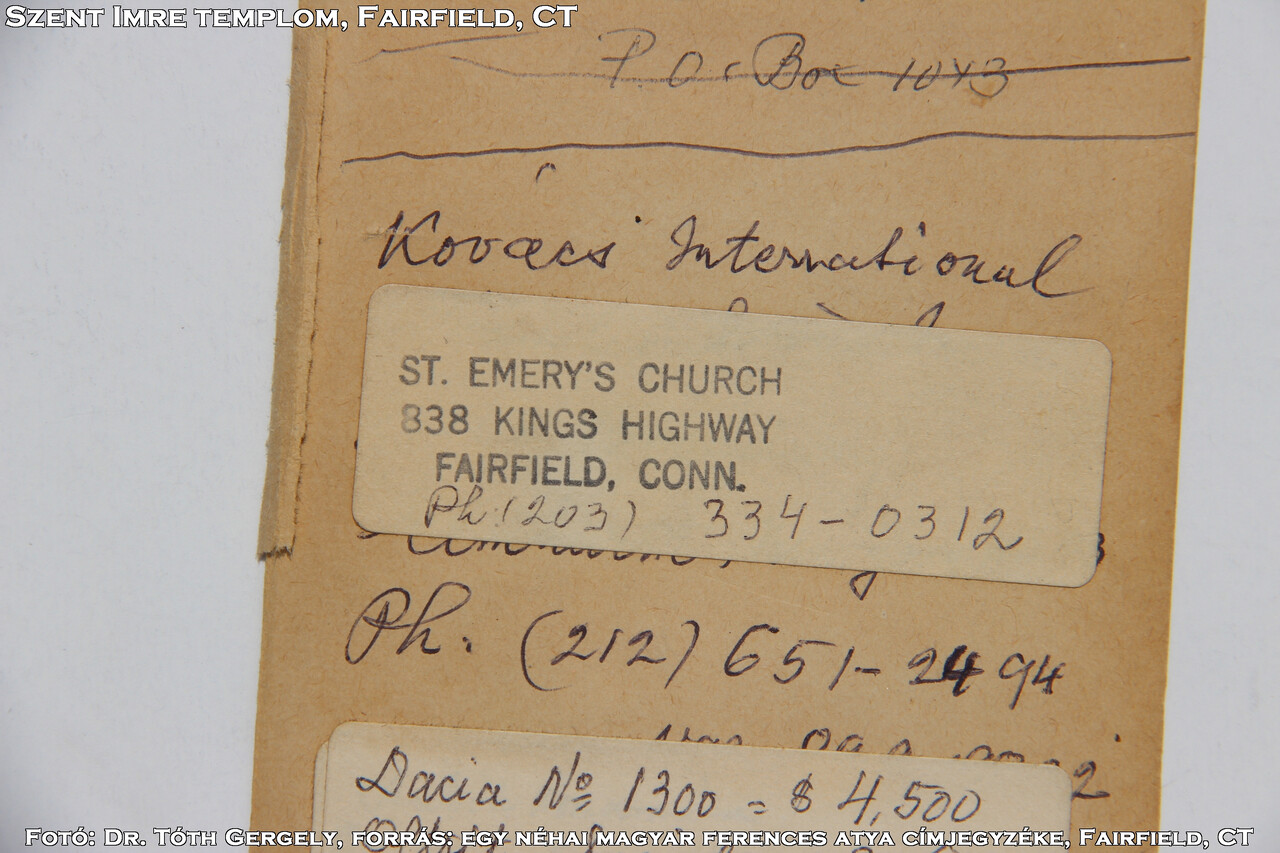 Szent Imre templom, Fairfield, CT
P.O. Box 1043
Kovács International
ST. EMERY'S CHURCH
838 KINGS HIGHWAY
FAIRFIELD, CONN.
Ph. (203) 334-0312
Ph. (212) 651-2494
Dacia No 1300 = $ 4,500
Fotó: Dr. Tóth Gergely, forrás: egy néhai magyar ferences atya címjegyzéke, Fairfield, CT